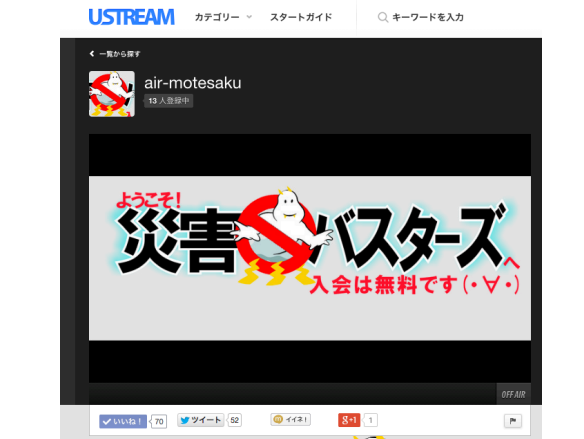 USTREAM カテゴリー スタートガイド キーワードを入力
一覧から探す
air-motesaku
13 人登録中
ようこそ!
災害バスターズへ
入会は無料です(・∀・)
OFF AIR
いいね! 70 ツイート 52 イイネ! g+1 1